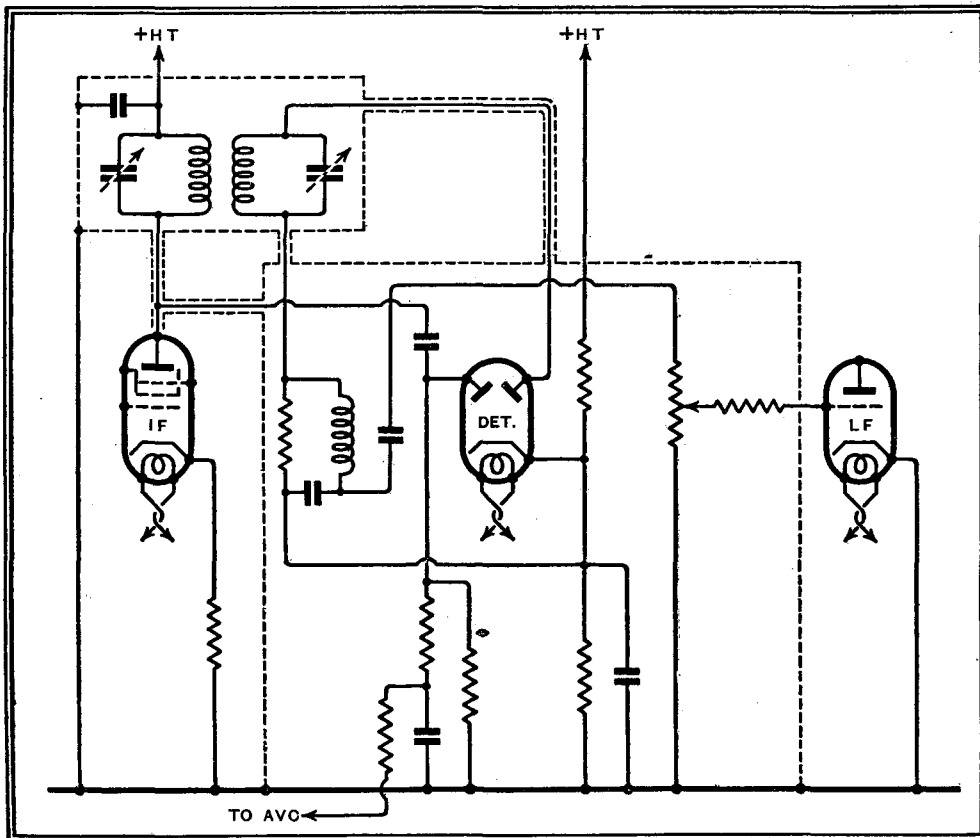 +HT
+HT
IF
DET.
LF
TO AVC